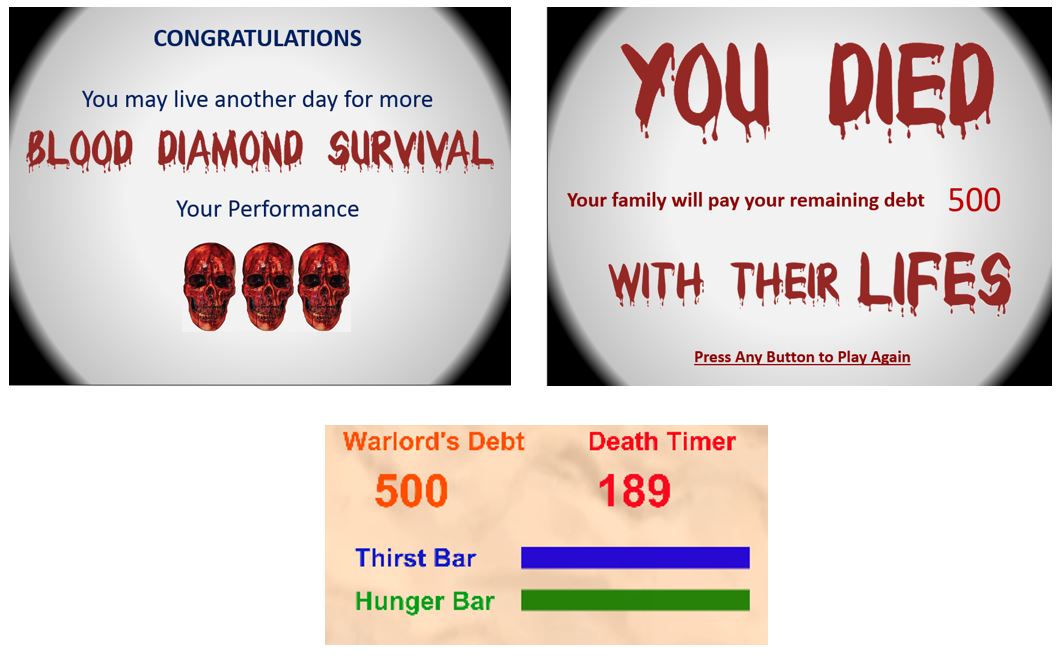 CONGRATULATIONS
You may live another day for more
BLOOD DIAMOND SURVIVAL
Your Performance
YOU DIED
Your family will pay your remaining debt 500
WITH THEIR LIFES
Press Any Button to Play Again
Warlord's Debt Death Timer
500 189
Thirst Bar
Hunger Bar